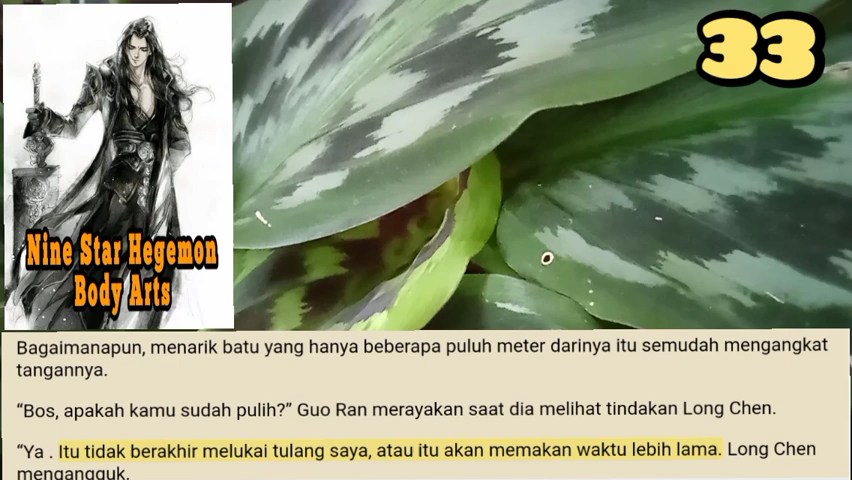 33
Nine Star Hegemon
Body Arts
Bagaimanapun, menarik batu yang hanya beberapa puluh meter darinya itu semudah mengangkat
tangannya.
“Bos, apakah kamu sudah pulih?” Guo Ran merayakan saat dia melihat tindakan Long Chen.
“Ya . Itu tidak berakhir melukai tulang saya, atau itu akan memakan waktu lebih lama. Long Chen
mengangguk.